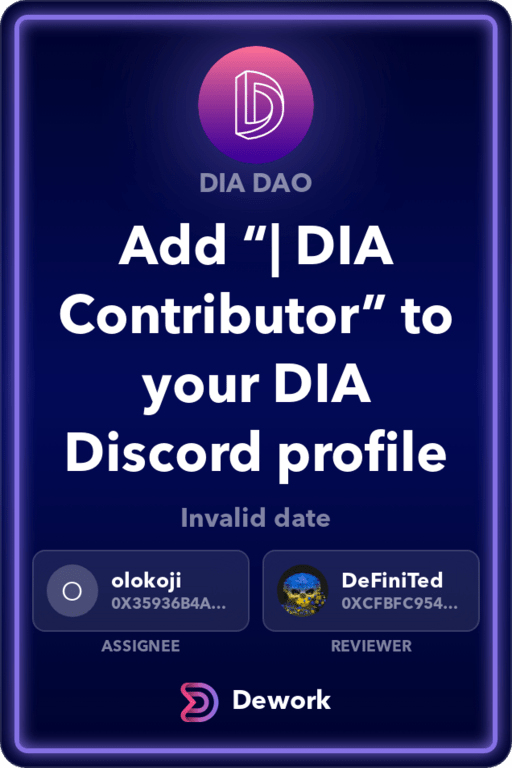 DIA DAO
Add “| DIA
Contributor” to
your DIA
Discord profile
Invalid date
O
olokoji
0X35936B4A...
DeFiniTed
0XCFBFC954...
ASSIGNEE
REVIEWER
Dework